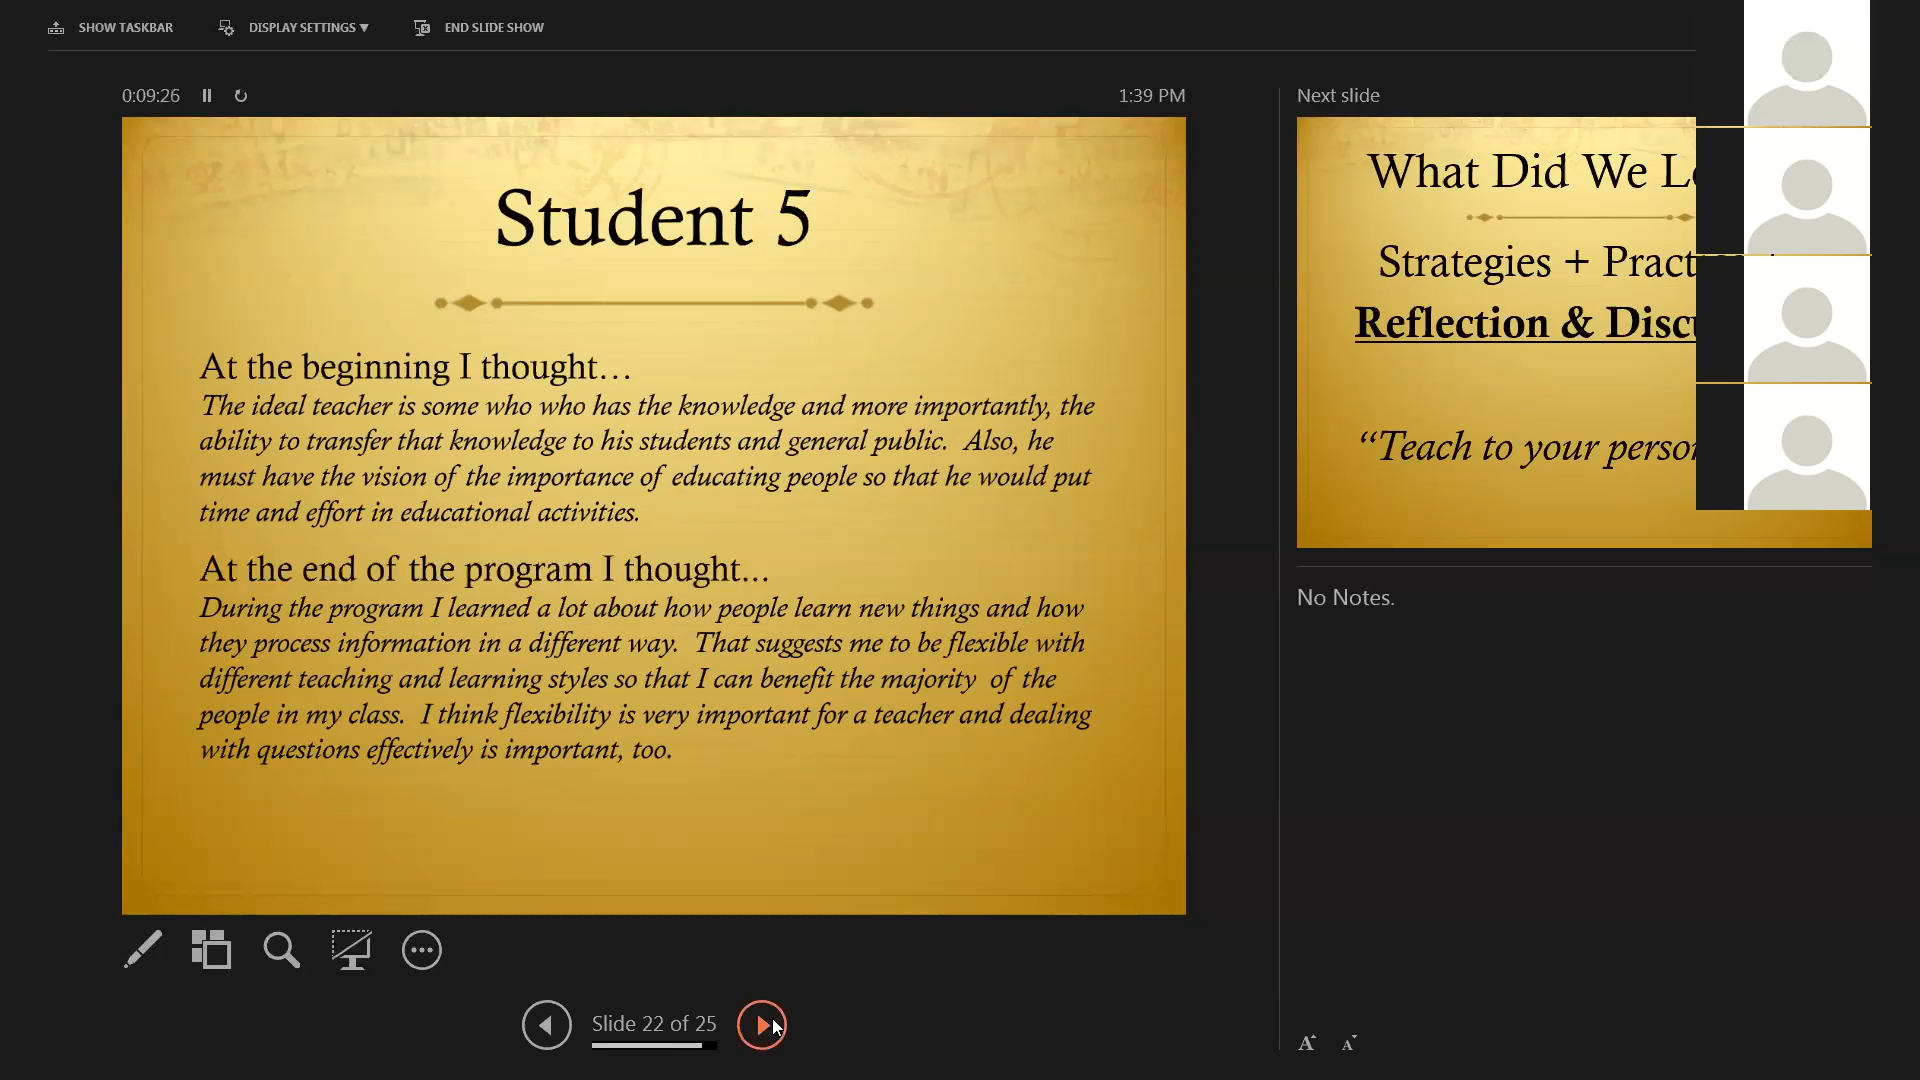 SHOW TASKBAR
DISPLAY SETTINGS
END SLIDE SHOW
0:09:26
1:39 PM
Student 5
At the beginning I thought…
The ideal teacher is some who who has the knowledge and more importantly, the
ability to transfer that knowledge to his students and general public. Also, he
must have the vision of the importance of educating people so that he would put
time and effort in educational activities.
At the end of the program I thought...
During the program I learned a lot about how people learn new things and how
they process information in a different way. That suggests me to be flexible with
different teaching and learning styles so that I can benefit the majority of the
people in my class. I think flexibility is very important for a teacher and dealing
with questions effectively is important, too.
Slide 22 of 25
Next slide
What Did We
Strategies +
Reflection &
“Teach to your
No Notes.
A A